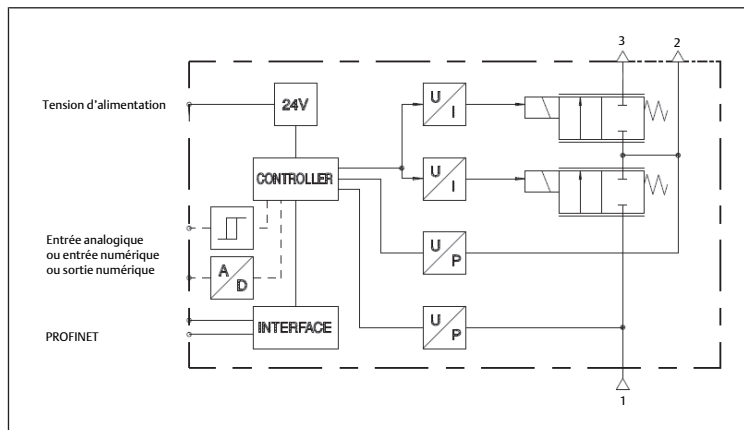 3
2
Tension d'alimentation
24V
U
I
CONTROLLER
U
I
Entrée analogique
ou entrée numérique
ou sortie numérique
A
D
U
P
PROFINET
INTERFACE
U
P
1